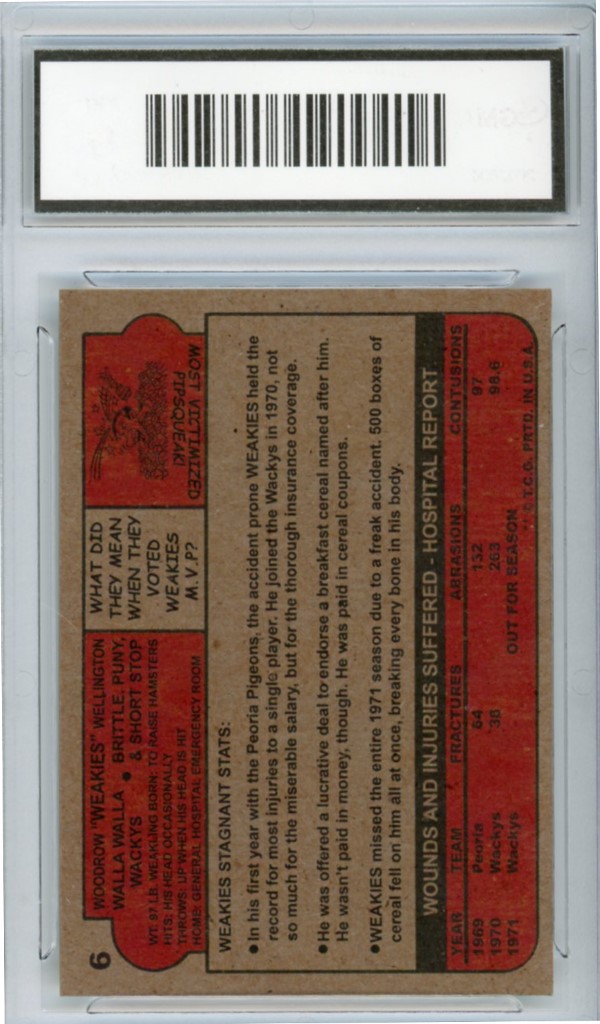 6
WOODROW "WEAKIES" WELLINGTON
WALLA WALLA • BRITTLE, PUNY,
WACKYS & SHORT STOP
WT: 97 LB. WEAKLING BORN: TO RAISE HAMSTERS
HITS: HIS HEAD OCCASIONALLY
THROWS: UP WHEN HIS HEAD IS HIT
HOME: GENERAL HOSPITAL EMERGENCY ROOM
WHAT DID
THEY MEAN
WHEN THEY
VOTED
WEAKIES
M.V.P?
MOST VICTIMIZED
PIPSQUEAK!
WEAKIES STAGNANT STATS:
• In his first year with the Peoria Pigeons, the accident prone WEAKIES held the
record for most injuries to a single player. He joined the Wackys in 1970, not
so much for the miserable salary, but for the thorough insurance coverage.
• He was offered a lucrative deal to endorse a breakfast cereal named after him.
He wasn't paid in money, though. He was paid in cereal coupons.
• WEAKIES missed the entire 1971 season due to a freak accident. 500 boxes of
cereal fell on him all at once, breaking every bone in his body.
WOUNDS AND INJURIES SUFFERED - HOSPITAL REPORT
YEAR TEAM FRACTURES ABRASIONS CONTUSIONS
1969 Peoria 64 132 97
1970 Wackys 36 263 98.6
1971 Wackys OUT FOR SEASON
©T.C.G. PRTD. IN U.S.A.